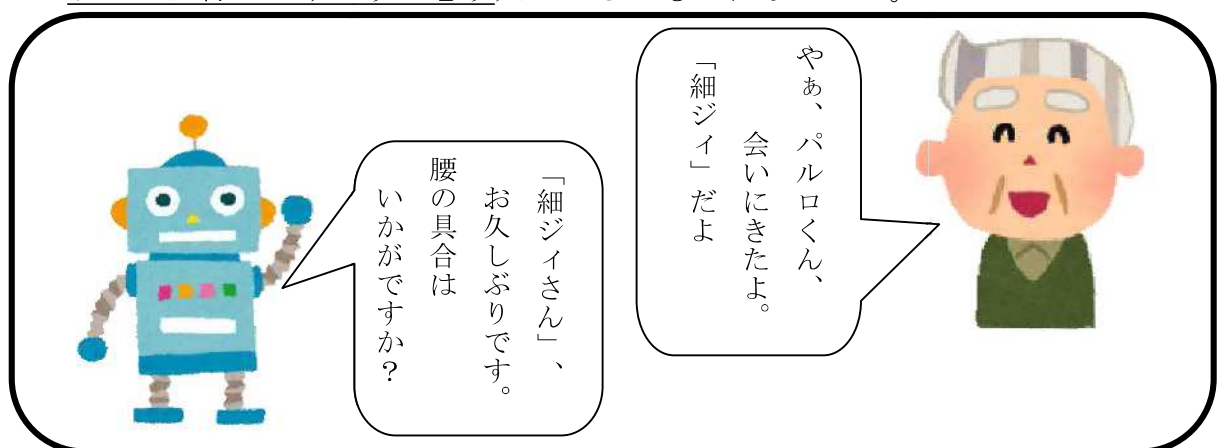 やぁ、パルロくん、
会いにきたよ。
「細ジィ」だよ
「細ジィさん」、
お久しぶりです。
腰の具合は
いかがですか？